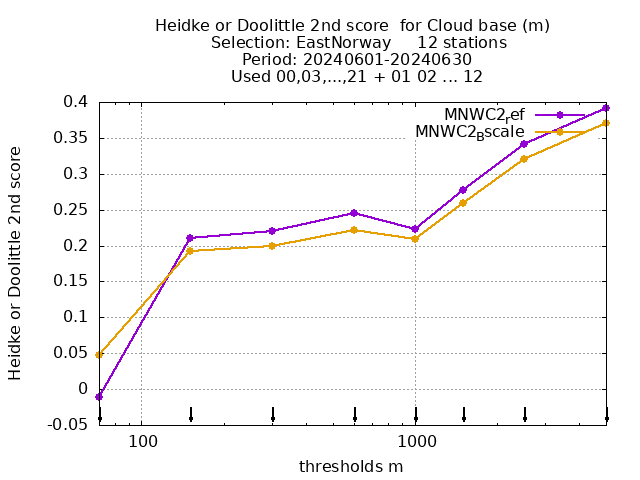 Heidke or Doolittle 2nd score  for Cloud base (m)
Selection: EastNorway     12 stations
Period: 20240601-20240630
Used 00,03,...,21 + 01 02 ... 12
MNWC2ref
MNWC2Bscale
Heidke or Doolittle 2nd score
0.4
0.35
0.3
0.25
0.2
0.15
0.1
0.05
0
-0.05
100
1000
thresholds m